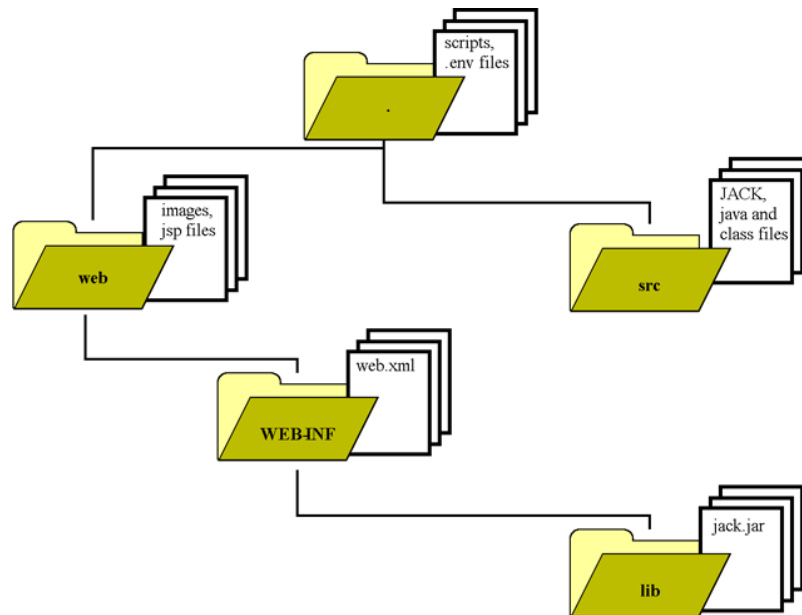 scripts,
.env files
.
images,
jsp files
web
JACK,
java and
class files
src
web.xml
WEB-INF
jack.jar
lib